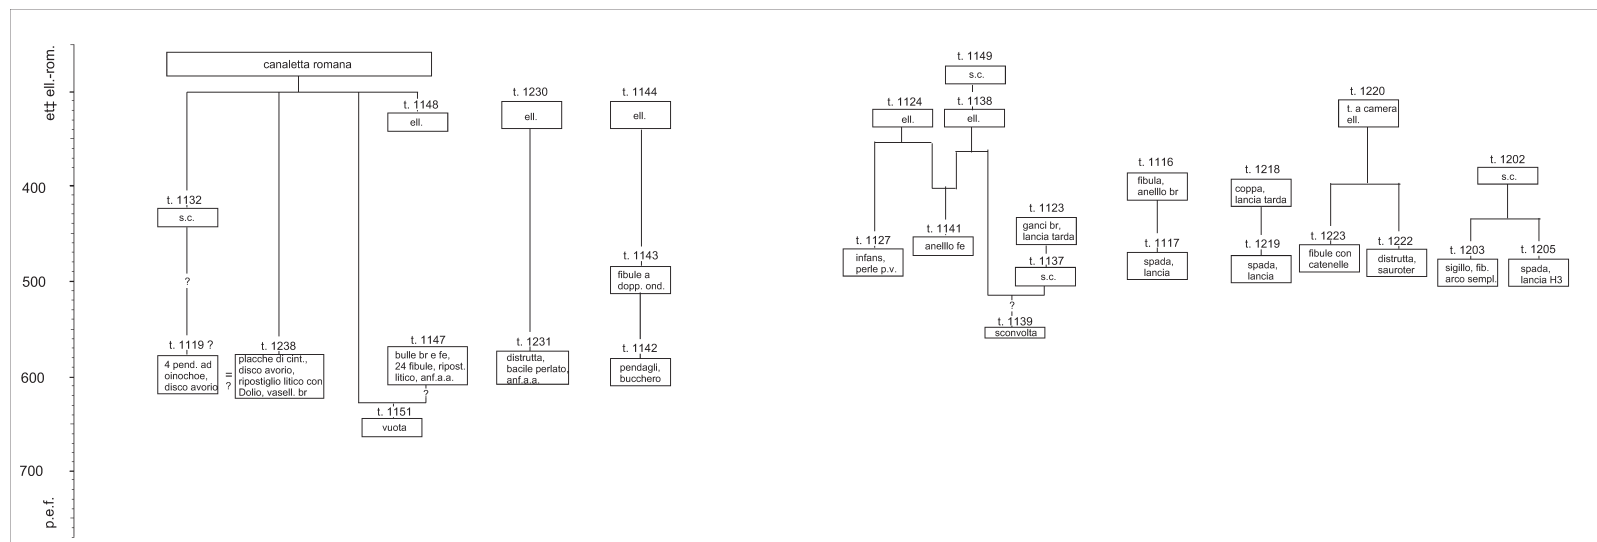 et‡ ell.-rom.
400
500
600
700
p.e.f.
canaletta romana
t. 1148
ell.
t. 1132
s.c.
?
t. 1119 ?
4 pend. ad
oinochoe,
disco avorio
=
?
t. 1238
placche di cint.,
disco avorio,
ripostiglio litico con
Dolio, vasell. br
t. 1147
bulle br e fe,
24 fibule, ripost.
litico, anf.a.a.
?
t. 1151
vuota
t. 1230
ell.
t. 1231
distrutta,
bacile perlato,
anf.a.a.
t. 1144
ell.
t. 1143
fibule a
dopp. ond.
t. 1142
pendagli,
bucchero
t. 1149
s.c.
t. 1124
ell.
t. 1138
ell.
t. 1127
infans,
perle p.v.
t. 1141
anelllo fe
t. 1123
ganci br,
lancia tarda
t. 1137
s.c.
?
t. 1139
sconvolta
t. 1116
fibula,
anelllo br
t. 1117
spada,
lancia
t. 1218
coppa,
lancia tarda
t. 1219
spada,
lancia
t. 1220
t. a camera
ell.
t. 1223
fibule con
catenelle
t. 1222
distrutta,
sauroter
t. 1202
s.c.
t. 1203
sigillo, fib.
arco sempl.
t. 1205
spada,
lancia H3